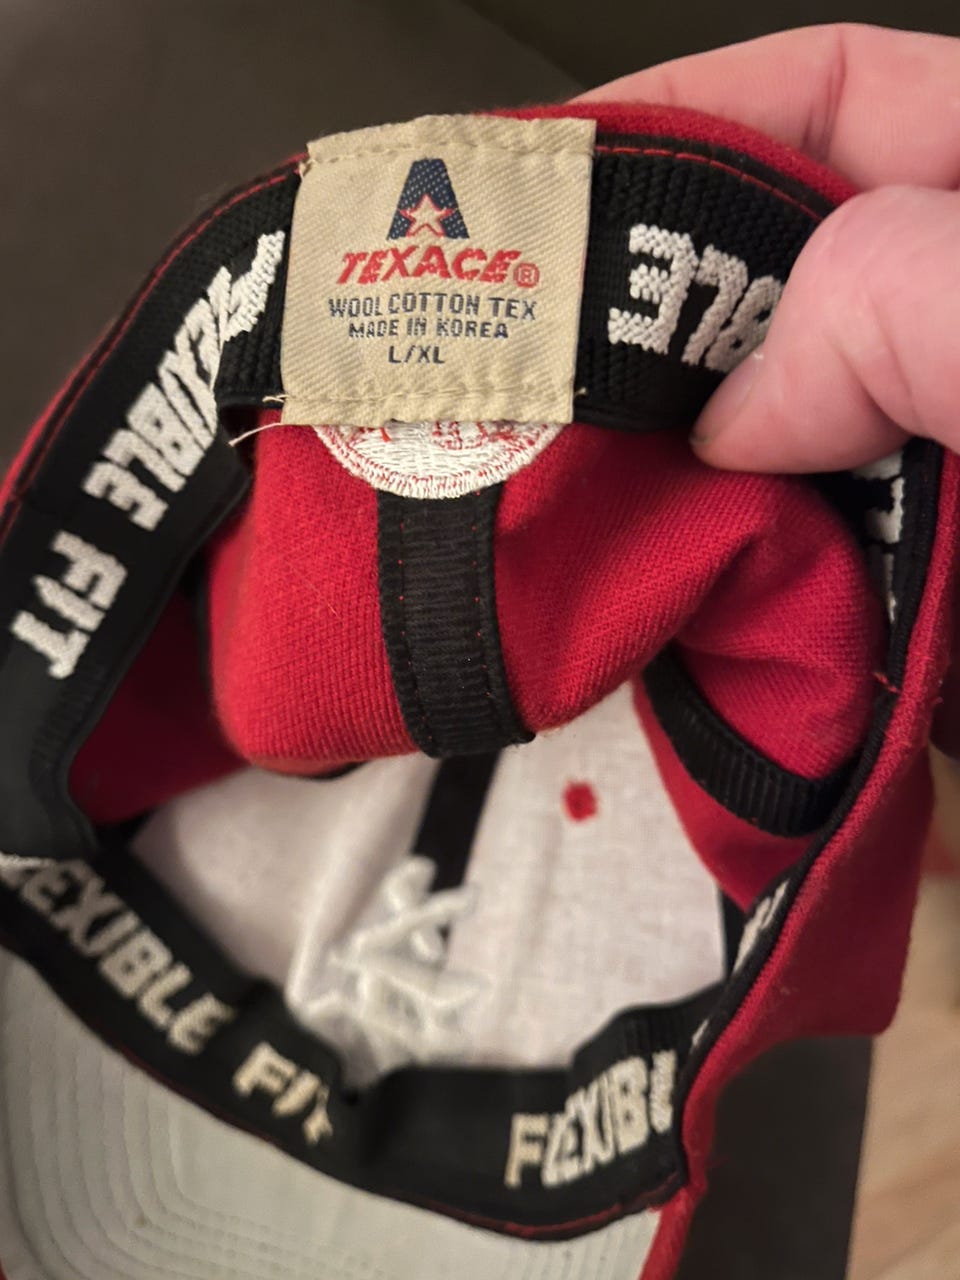 A
TEXACE®
WOOL COTTON TEX
MADE IN KOREA
L/XL
FLEXIBLE FIT
FLEXIBLE FIT